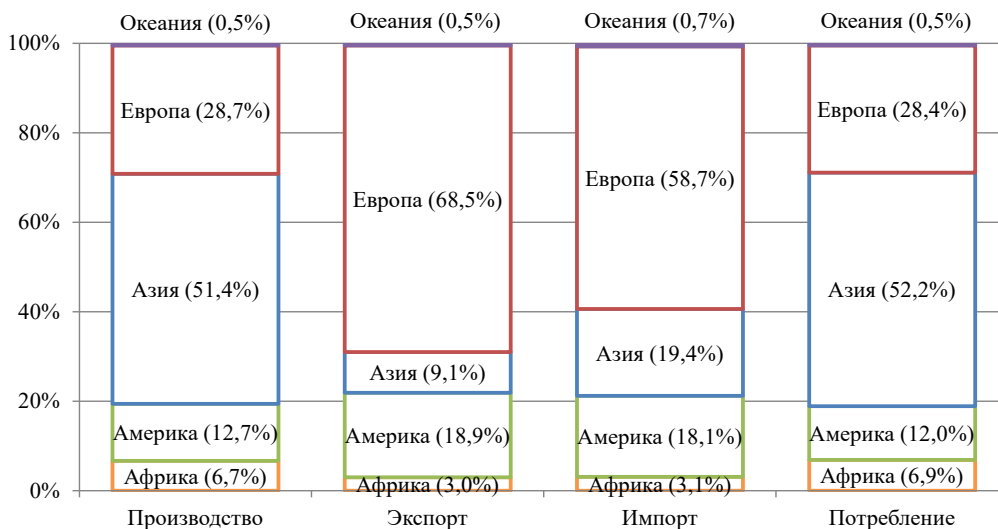 Океания (0,5%) Океания (0,5%) Океания (0,7%) Океания (0,5%)
100%
Европа (28,7%) Европа (28,4%)
80%
Европа (58,7%)
Европа (68,5%)
60%
Азия (51,4%) Азия (52,2%)
40%
Азия (19,4%)
Азия (9,1%)
20%
Америка (12,7%) Америка (18,9%) Америка (18,1%) Америка (12,0%)
Африка (6,7%) Африка (3,0%) Африка (3,1%) Африка (6,9%)
0%
Производство Экспорт Импорт Потребление